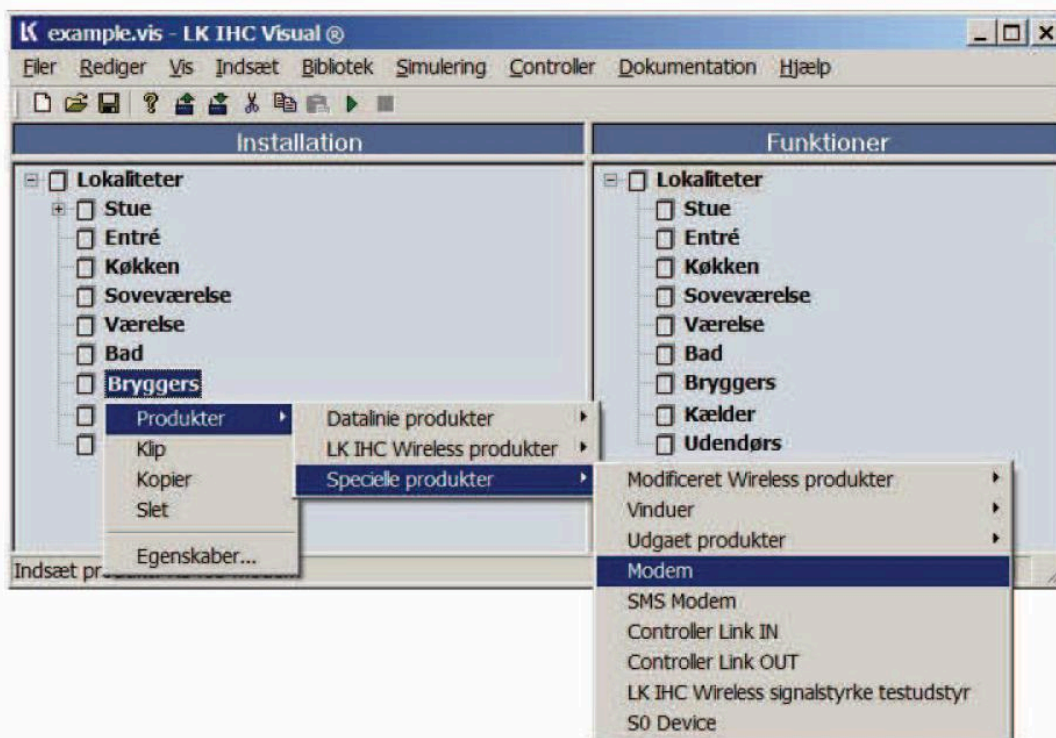 LK example.vis - LK IHC Visual ®
Filer Rediger Vis Indsæt Bibliotek Simulering Controller Dokumentation Hjælp
Installation
Lokaliteter
Stue
Entré
Køkken
Soveværelse
Værelse
Bad
Bryggers
Funktioner
Lokaliteter
Stue
Entré
Køkken
Soveværelse
Værelse
Bad
Bryggers
Kælder
Udendørs
Produkter
Klip
Kopier
Slet
Egenskaber...
Datalinie produkter
LK IHC Wireless produkter
Specielle produkter
Modificeret Wireless produkter
Vinduer
Udgaet produkter
Modem
SMS Modem
Controller Link IN
Controller Link OUT
LK IHC Wireless signalstyrke testudstyr
S0 Device
Indsæt